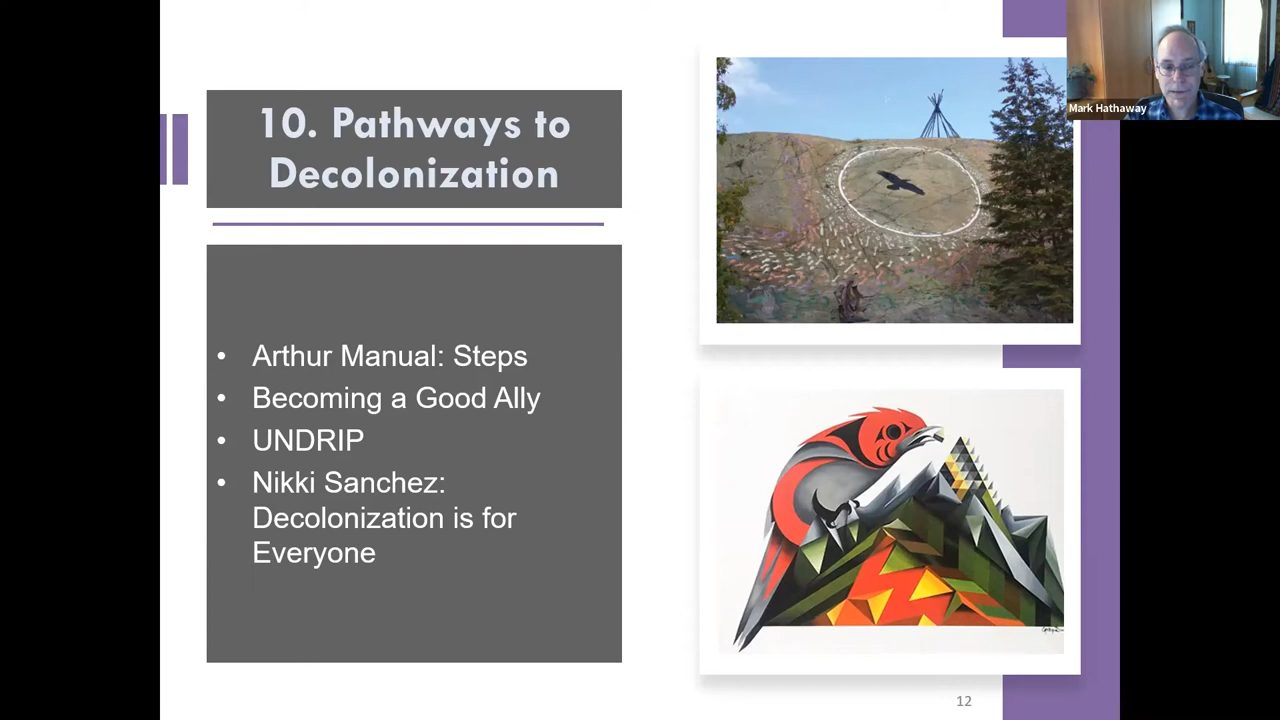 Mark Hathaway
10. Pathways to
Decolonization
• Arthur Manual: Steps
• Becoming a Good Ally
• UNDRIP
• Nikki Sanchez:
Decolonization is for
Everyone
12